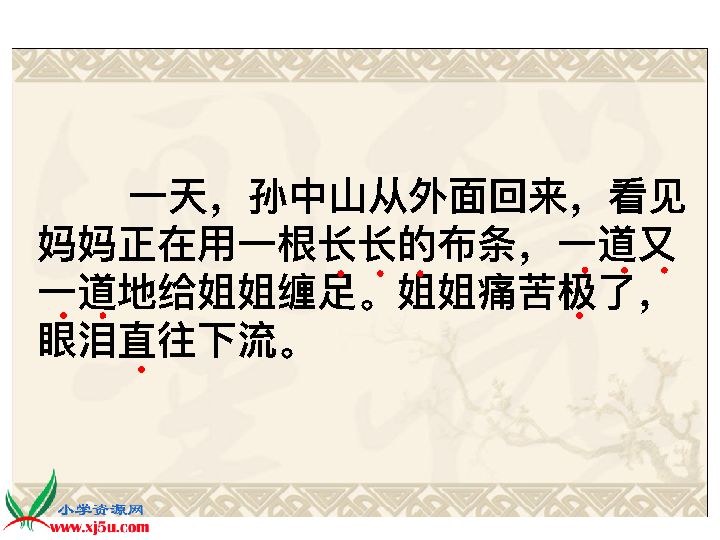 一天，孙中山从外面回来，看见
妈妈正在用一根长长的布条，一道又
一道地给姐姐缠足。姐姐痛苦极了，
眼泪直往下流。
小学资源网
www.xj5u.com